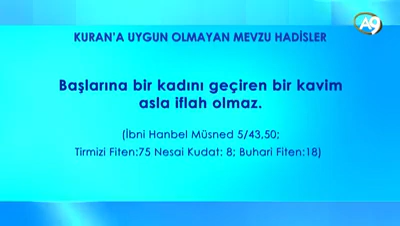 A9
KURAN'A UYGUN OLMAYAN MEVZU HADİSLER
Başlarına bir kadını geçiren bir kavim
asla iflah olmaz.
(İbni Hanbel Müsned 5/43,50;
Tirmizi Fiten:75 Nesai Kudat: 8; Buhari Fiten:18)